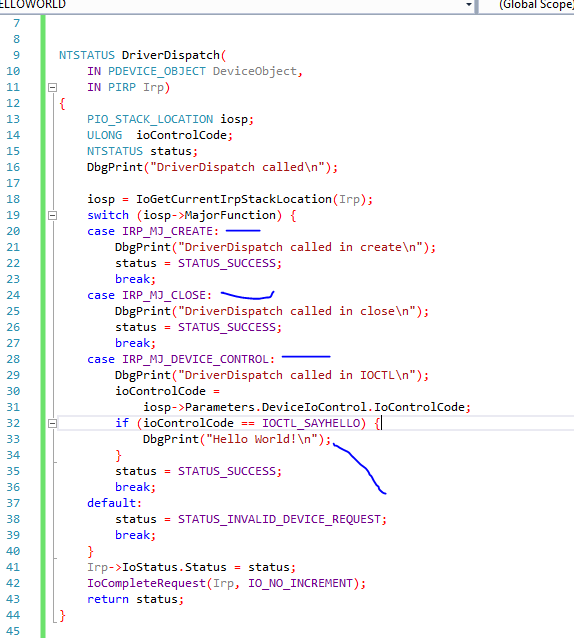 ELLOWORLD (Global Scope)
7
8
9 NTSTATUS DriverDispatch(
10 IN PDEVICE_OBJECT DeviceObject,
11 IN PIRP Irp)
12 {
13 PIO_STACK_LOCATION iosp;
14 ULONG  ioControlCode;
15 NTSTATUS status;
16 DbgPrint("DriverDispatch called\n");
17
18 iosp = IoGetCurrentIrpStackLocation(Irp);
19 switch (iosp->MajorFunction) {
20 case IRP_MJ_CREATE:
21 DbgPrint("DriverDispatch called in create\n");
22 status = STATUS_SUCCESS;
23 break;
24 case IRP_MJ_CLOSE:
25 DbgPrint("DriverDispatch called in close\n");
26 status = STATUS_SUCCESS;
27 break;
28 case IRP_MJ_DEVICE_CONTROL:
29 DbgPrint("DriverDispatch called in IOCTL\n");
30 ioControlCode =
31 iosp->Parameters.DeviceIoControl.IoControlCode;
32 if (ioControlCode == IOCTL_SAYHELLO) {
33 DbgPrint("Hello World!\n");
34 }
35 status = STATUS_SUCCESS;
36 break;
37 default:
38 status = STATUS_INVALID_DEVICE_REQUEST;
39 break;
40 }
41 Irp->IoStatus.Status = status;
42 IoCompleteRequest(Irp, IO_NO_INCREMENT);
43 return status;
44 }
45